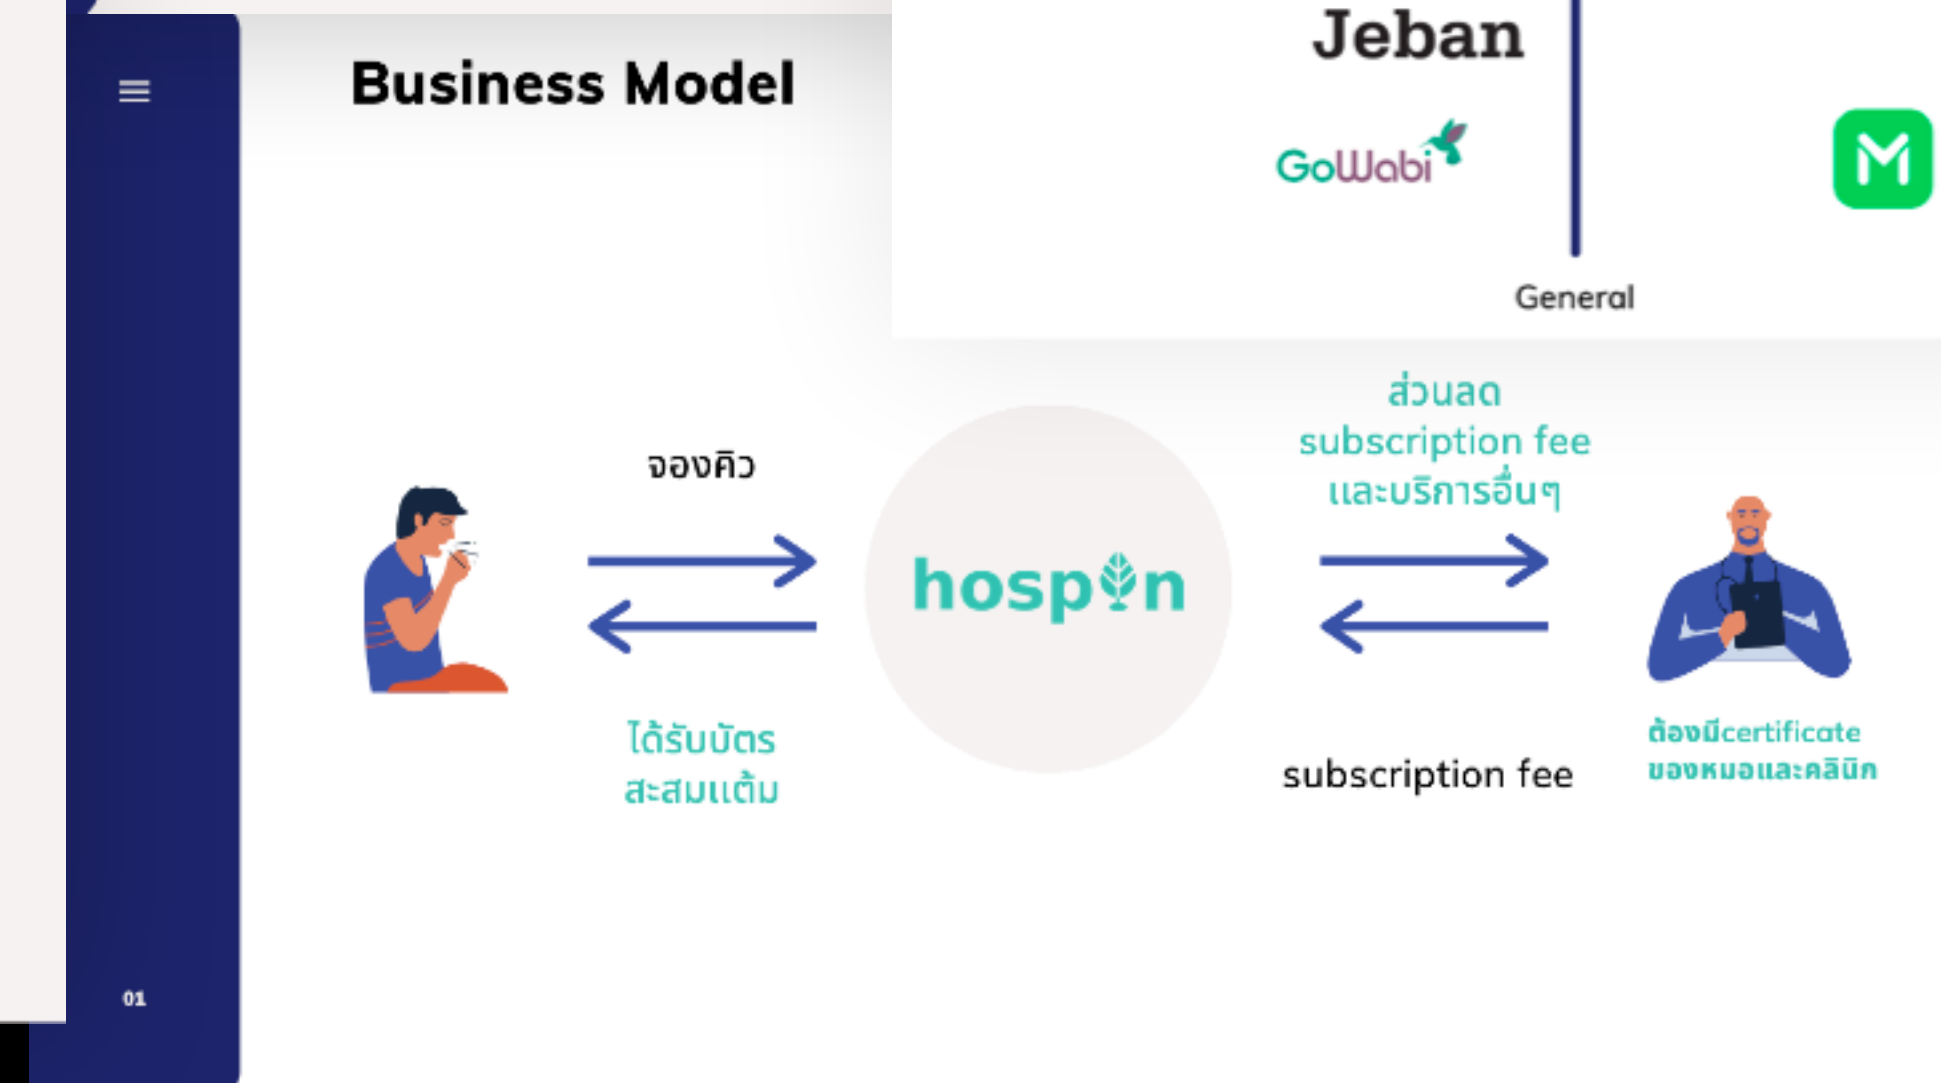 Business Model
Jeban
GoWabi
M
General
จองคิว
ได้รับบัตร
สะสมแต้ม
hospin
ส่วนลด
subscription fee
และบริการอื่นๆ
subscription fee
ต้องมีcertificate
ของหมอและคลินิก
01